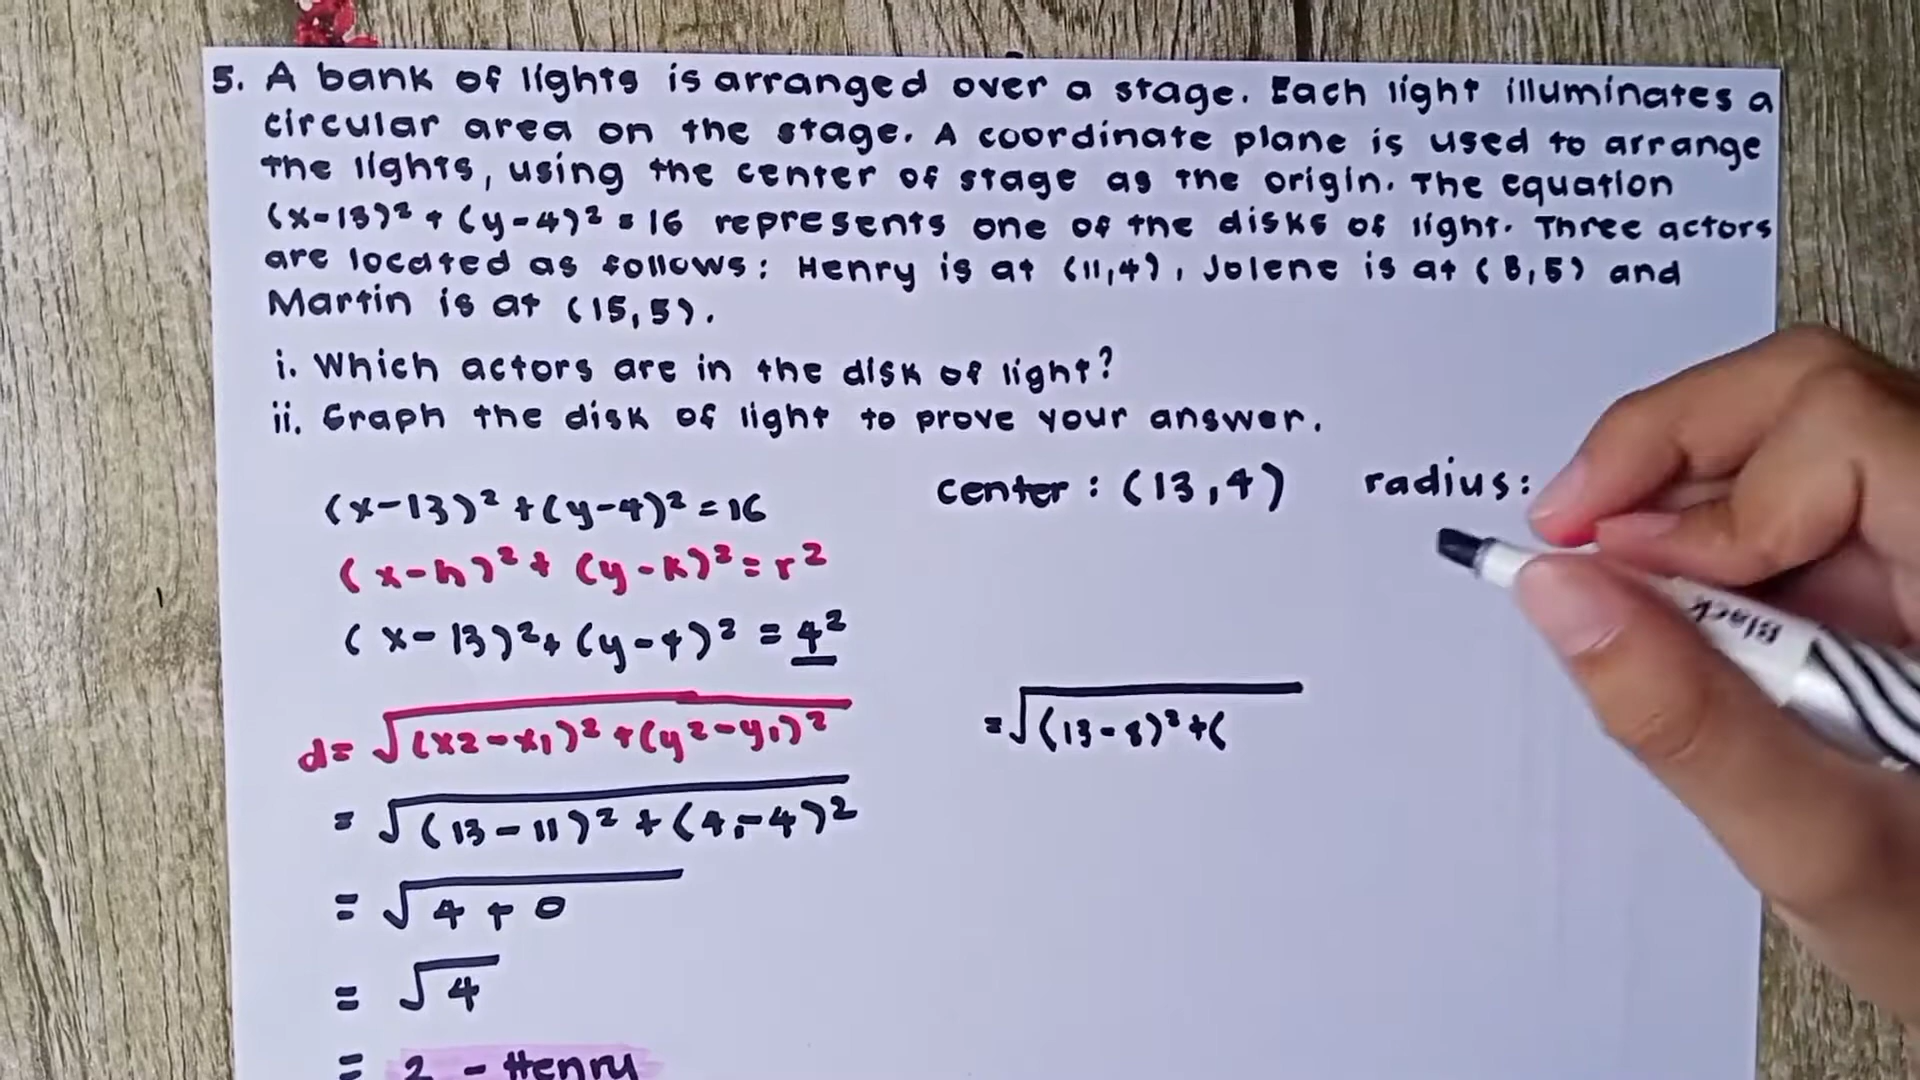 5. A bank of lights is arranged over a stage. Each light illuminates a
circular area on the stage. A coordinate plane is used to arrange
the lights, using the center of stage as the origin. The equation
(x-13)² + (y-4)² = 16 represents one of the disks of light. Three actors
are located as follows: Henry is at (11,4), Jolene is at (8,5) and
Martin is at (15,5).
i. Which actors are in the disk of light?
ii. Graph the disk of light to prove your answer.
center : (13,4) radius:
(x-13)² + (y-4)² = 16
(x-h)² + (y-k)² = r²
(x-13)² + (y-4)² = 4²
d = √(x2-x1)² + (y2-y1)²
= √(13-11)² + (4-4)²
= √4+0
= √4
= 2 - Henry
= √(13-8)² + (
Black